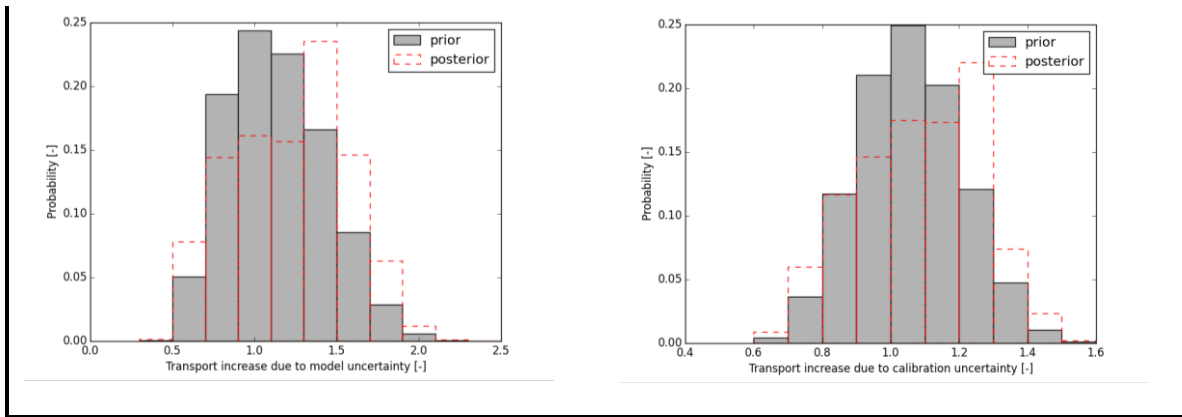 0.25
prior
posterior
0.20
0.15
0.10
0.05
0.00
Probability [-]
0.0 0.5 1.0 1.5 2.0 2.5
Transport increase due to model uncertainty [-]
0.25
prior
posterior
0.20
0.15
0.10
0.05
0.00
Probability [-]
0.4 0.6 0.8 1.0 1.2 1.4 1.6
Transport increase due to calibration uncertainty [-]